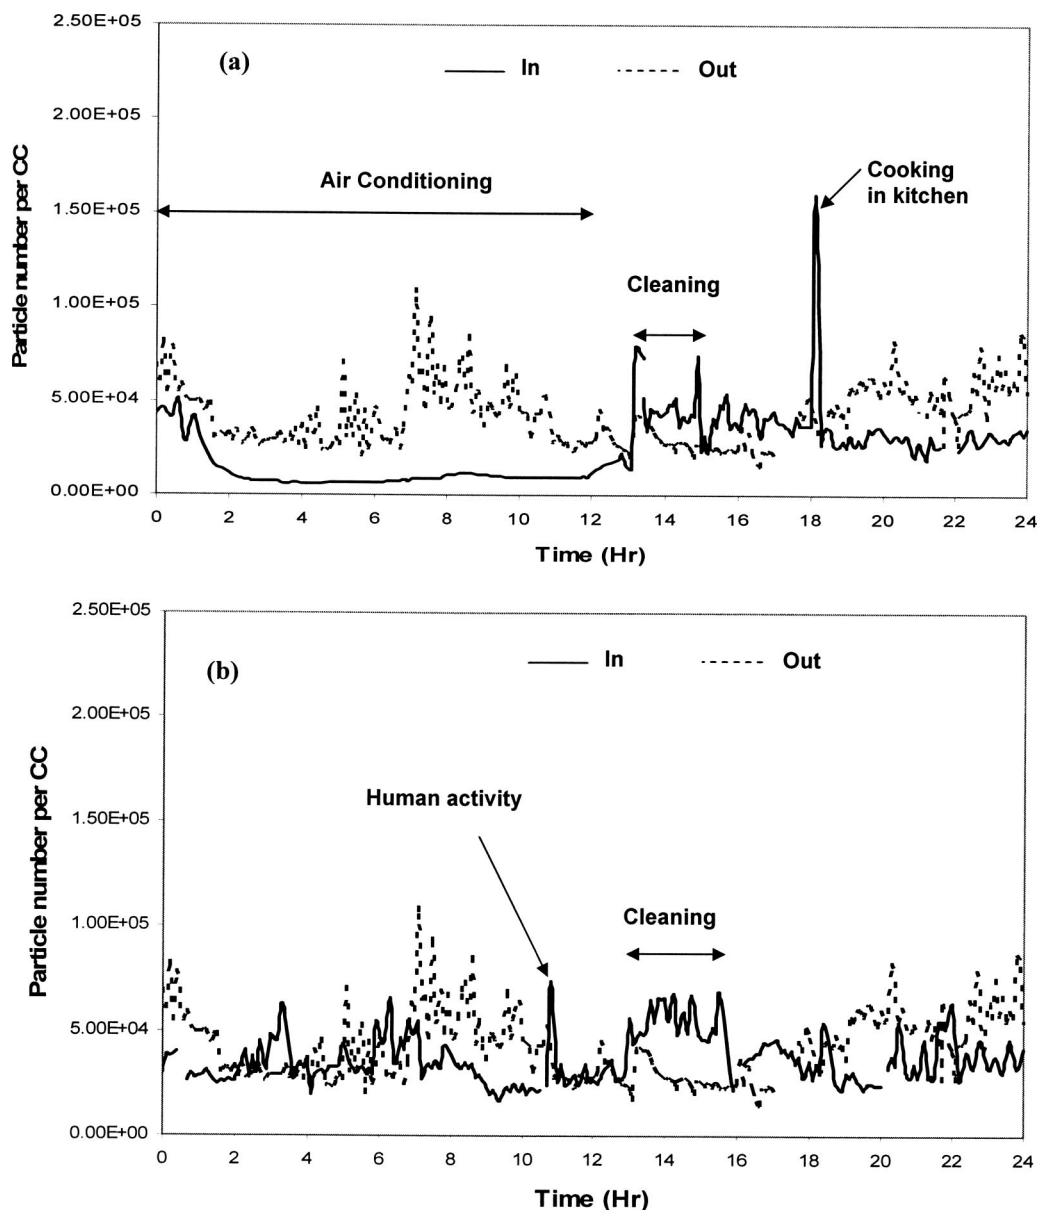 2.50E+05
(a)
In
Out
2.00E+05
Air Conditioning
Cooking
in kitchen
1.50E+05
Cleaning
1.00E+05
5.00E+04
0.00E+00
Particle number per CC
0 2 4 6 8 10 12 14 16 18 20 22 24
Time (Hr)
2.50E+05
(b)
In
Out
2.00E+05
Human activity
1.50E+05
Cleaning
1.00E+05
5.00E+04
0.00E+00
Particle number per CC
0 2 4 6 8 10 12 14 16 18 20 22 24
Time (Hr)